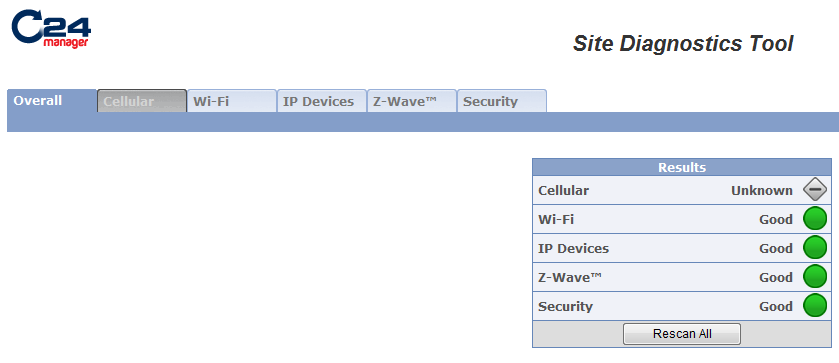 C24
manager
Site Diagnostics Tool
Overall Cellular Wi-Fi IP Devices Z-Wave™ Security
Results
Cellular Unknown
Wi-Fi Good
IP Devices Good
Z-Wave™ Good
Security Good
Rescan All